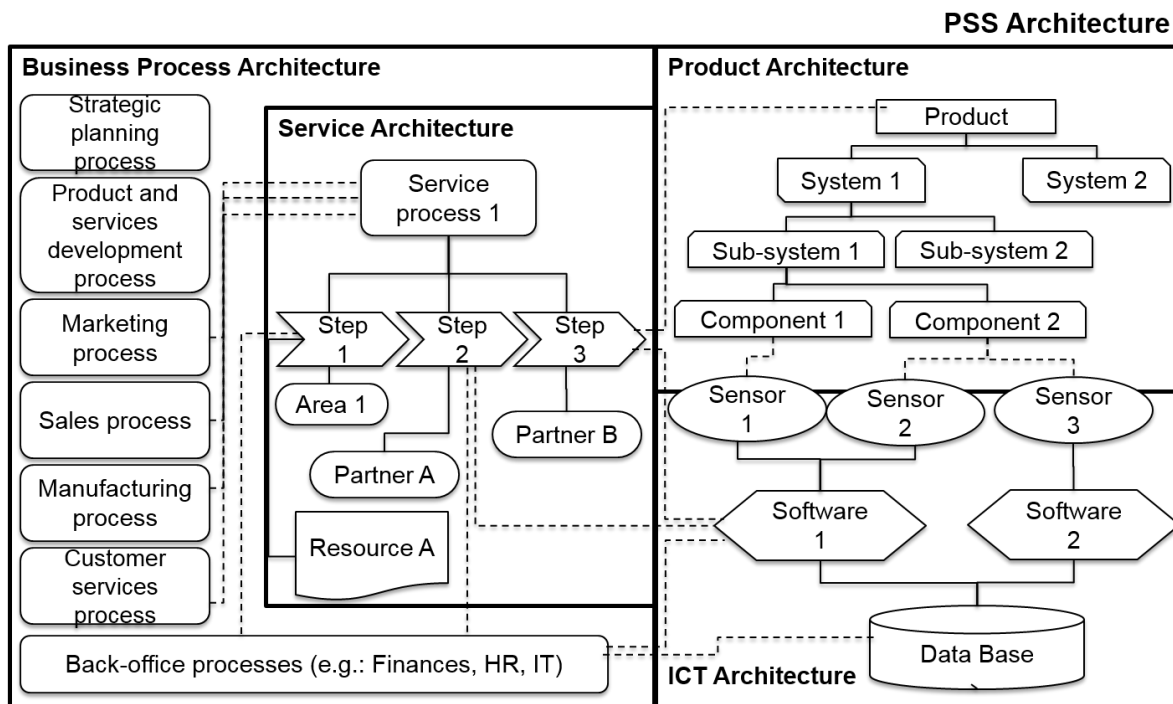 PSS Architecture
Business Process Architecture
Strategic
planning
process
Product and
services
development
process
Marketing
process
Sales process
Manufacturing
process
Customer
services
process
Back-office processes (e.g.: Finances, HR, IT)
Service Architecture
Service
process 1
Step
1
Step
2
Step
3
Area 1
Partner A
Partner B
Resource A
Product Architecture
Product
System 1
System 2
Sub-system 1
Sub-system 2
Component 1
Component 2
Sensor
1
Sensor
2
Sensor
3
Software
1
Software
2
Data Base
ICT Architecture